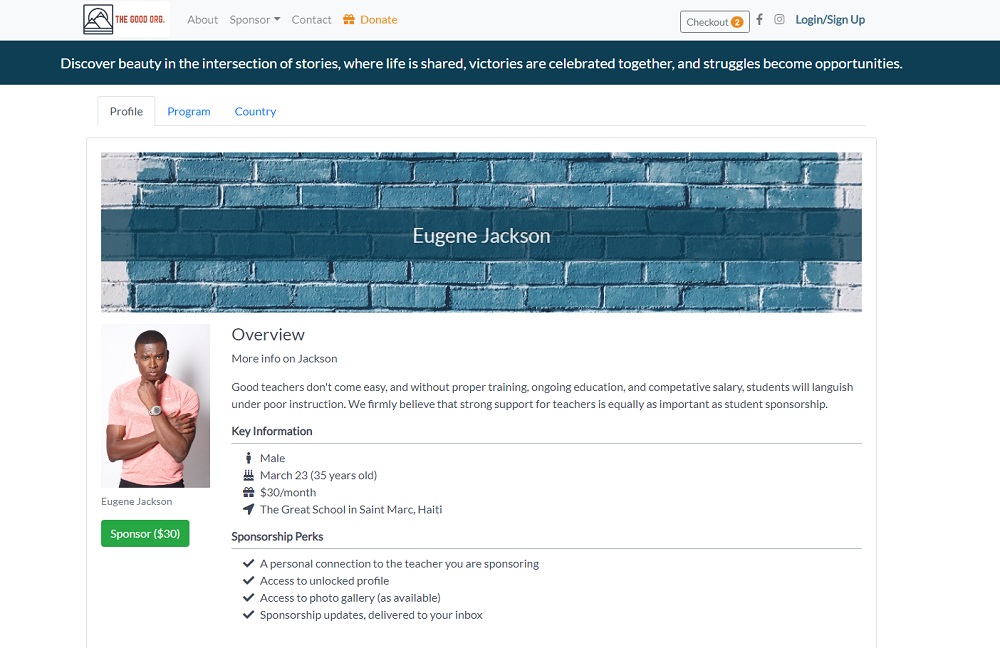 THE GOOD ORG.
About Sponsor Contact Donate Checkout 2 Login/Sign Up
Discover beauty in the intersection of stories, where life is shared, victories are celebrated together, and struggles become opportunities.
Profile Program Country
Eugene Jackson
Overview
More info on Jackson
Good teachers don't come easy, and without proper training, ongoing education, and competative salary, students will languish
under poor instruction. We firmly believe that strong support for teachers is equally as important as student sponsorship.
Key Information
Male
March 23 (35 years old)
$30/month
The Great School in Saint Marc, Haiti
Eugene Jackson
Sponsor ($30)
Sponsorship Perks
A personal connection to the teacher you are sponsoring
Access to unlocked profile
Access to photo gallery (as available)
Sponsorship updates, delivered to your inbox